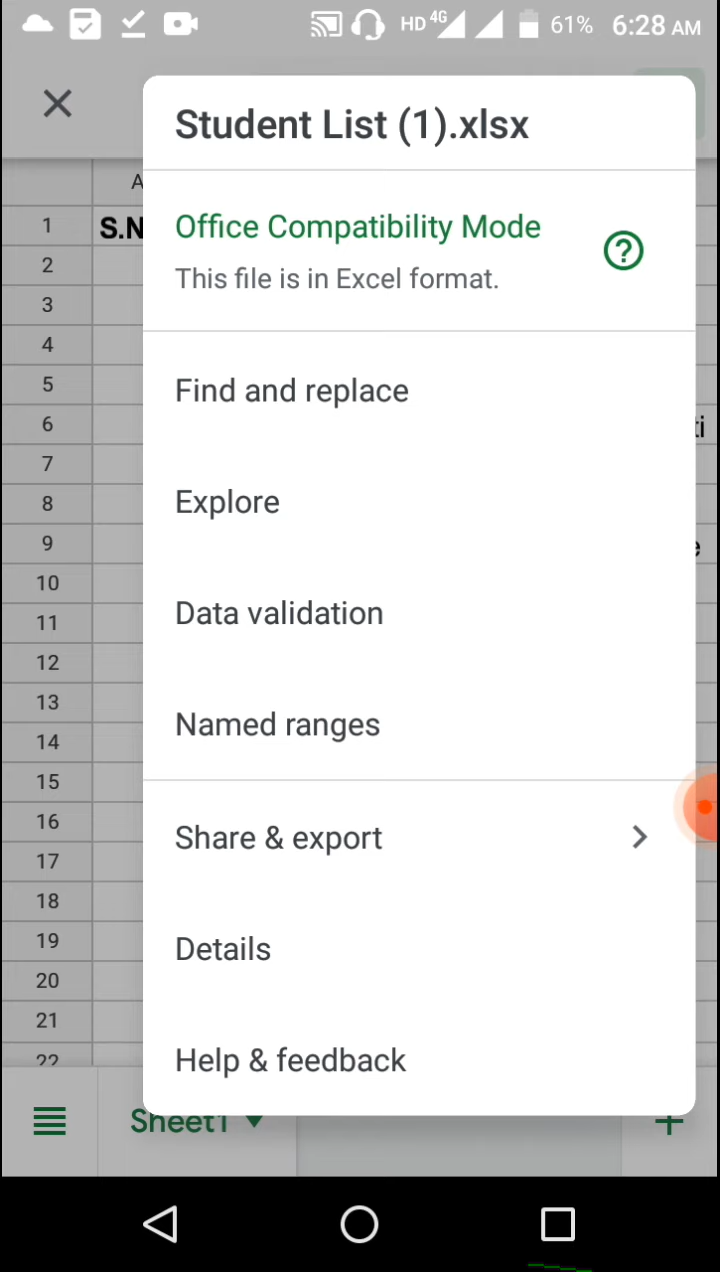 HD 4G 61% 6:28 AM
Student List (1).xlsx
A
Office Compatibility Mode
This file is in Excel format.
1 S.N
2
3
4
5
6 ti
7
8
9
10
11
12
13
14
15
16
17
18
19
20
21
22
Find and replace
Explore
Data validation
Named ranges
Share & export
Details
Help & feedback
Sheet1